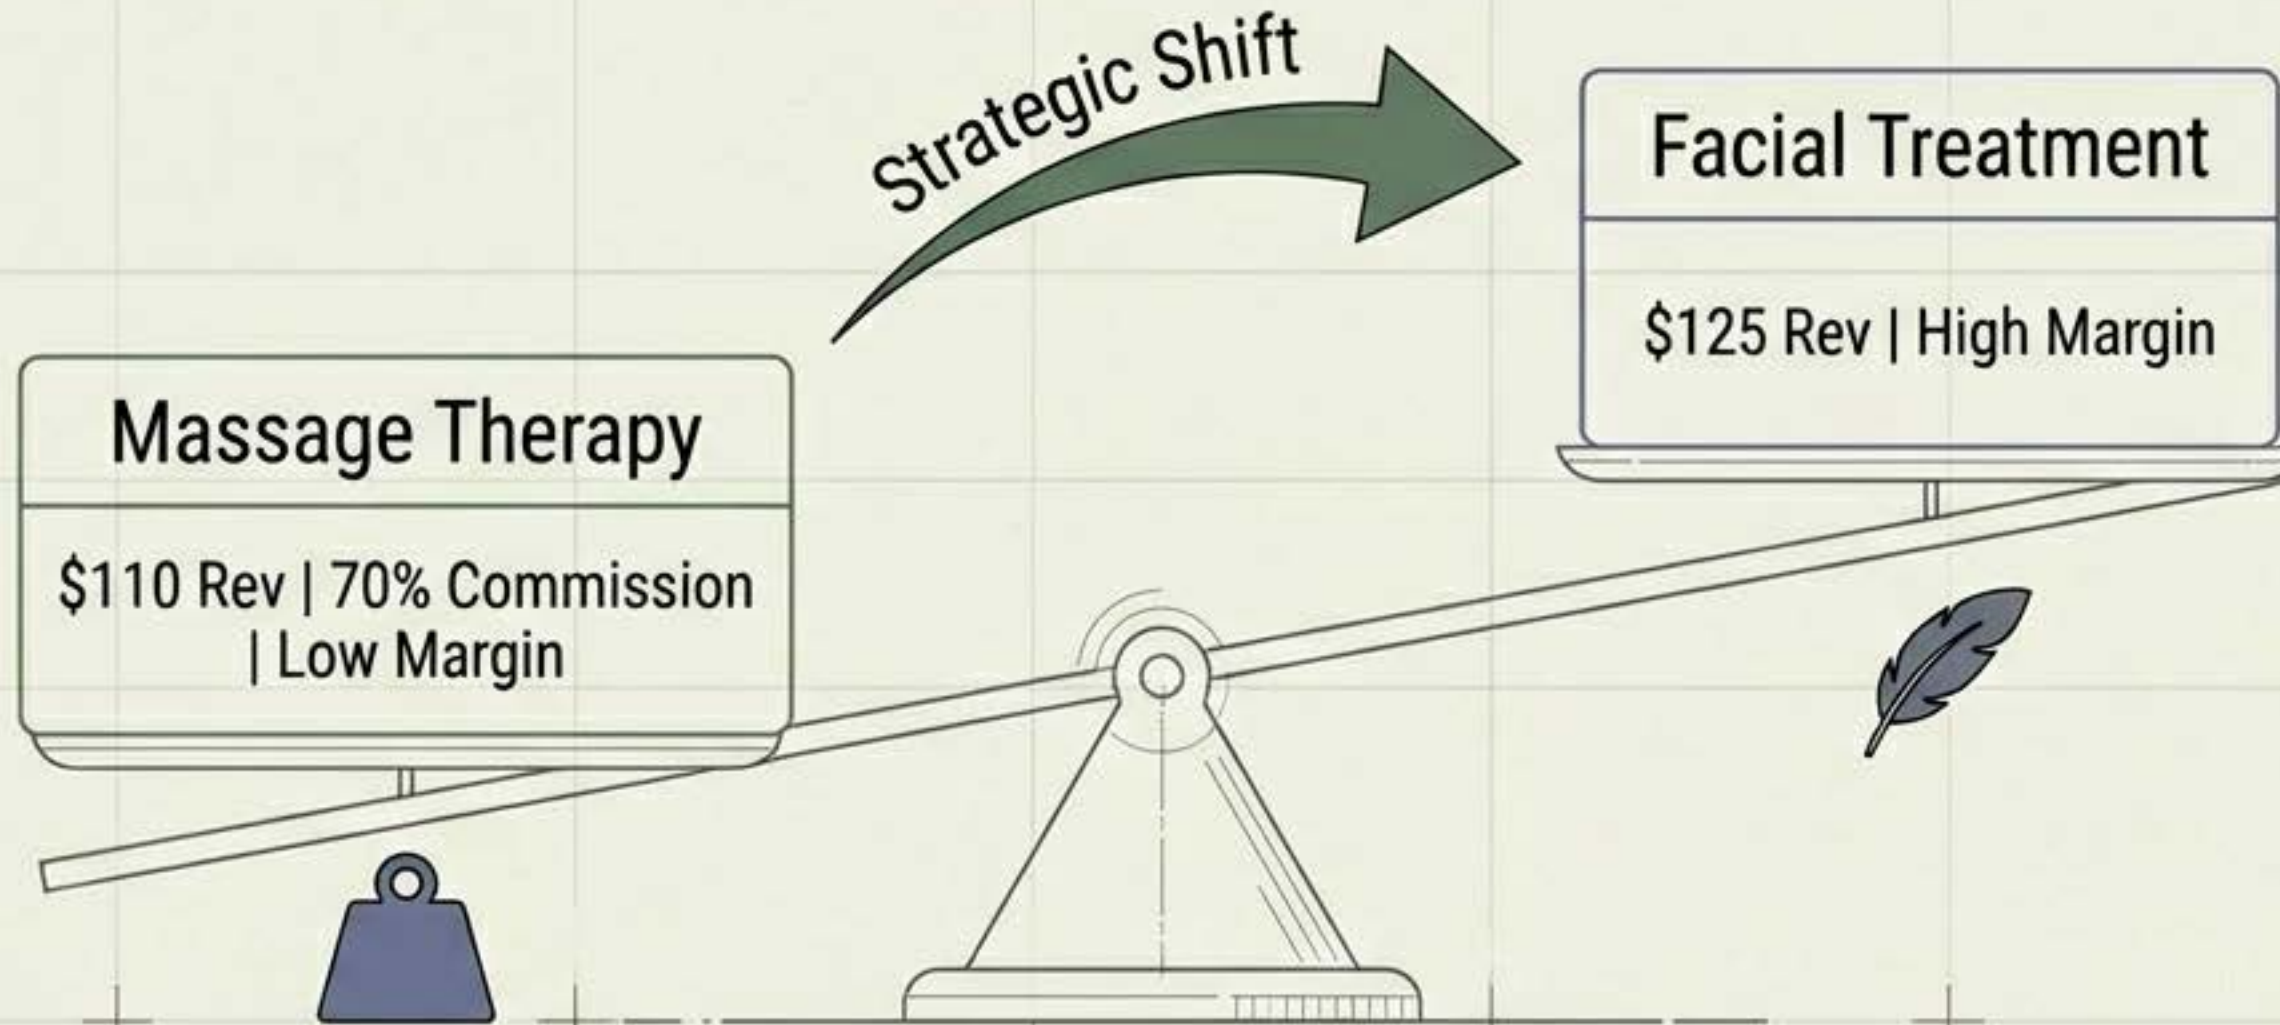 Strategic Shift
Facial Treatment
$125 Rev | High Margin
Massage Therapy
$110 Rev | 70% Commission
| Low Margin